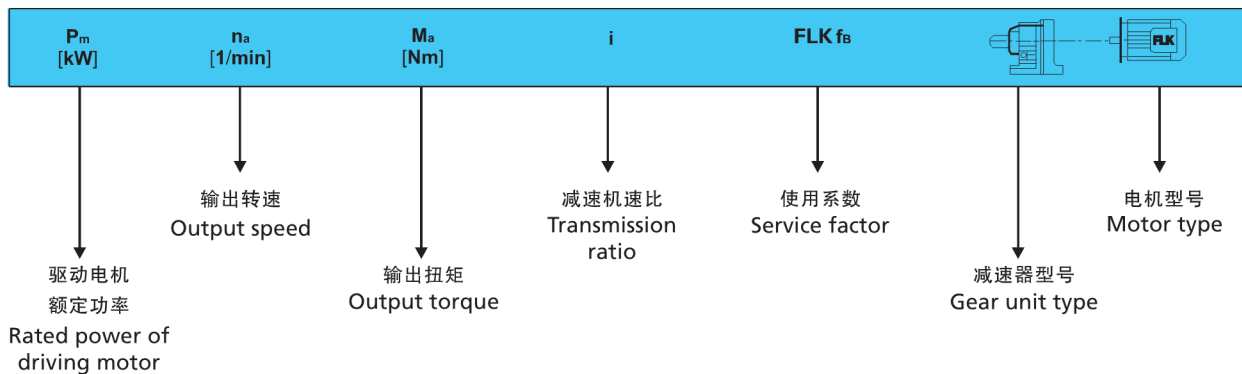 Pm
[kW]
na
[1/min]
Ma
[Nm]
i
FLK fB
FLK
输出转速
Output speed
减速机速比
Transmission
ratio
使用系数
Service factor
电机型号
Motor type
驱动电机
额定功率
Rated power of
driving motor
输出扭矩
Output torque
减速器型号
Gear unit type